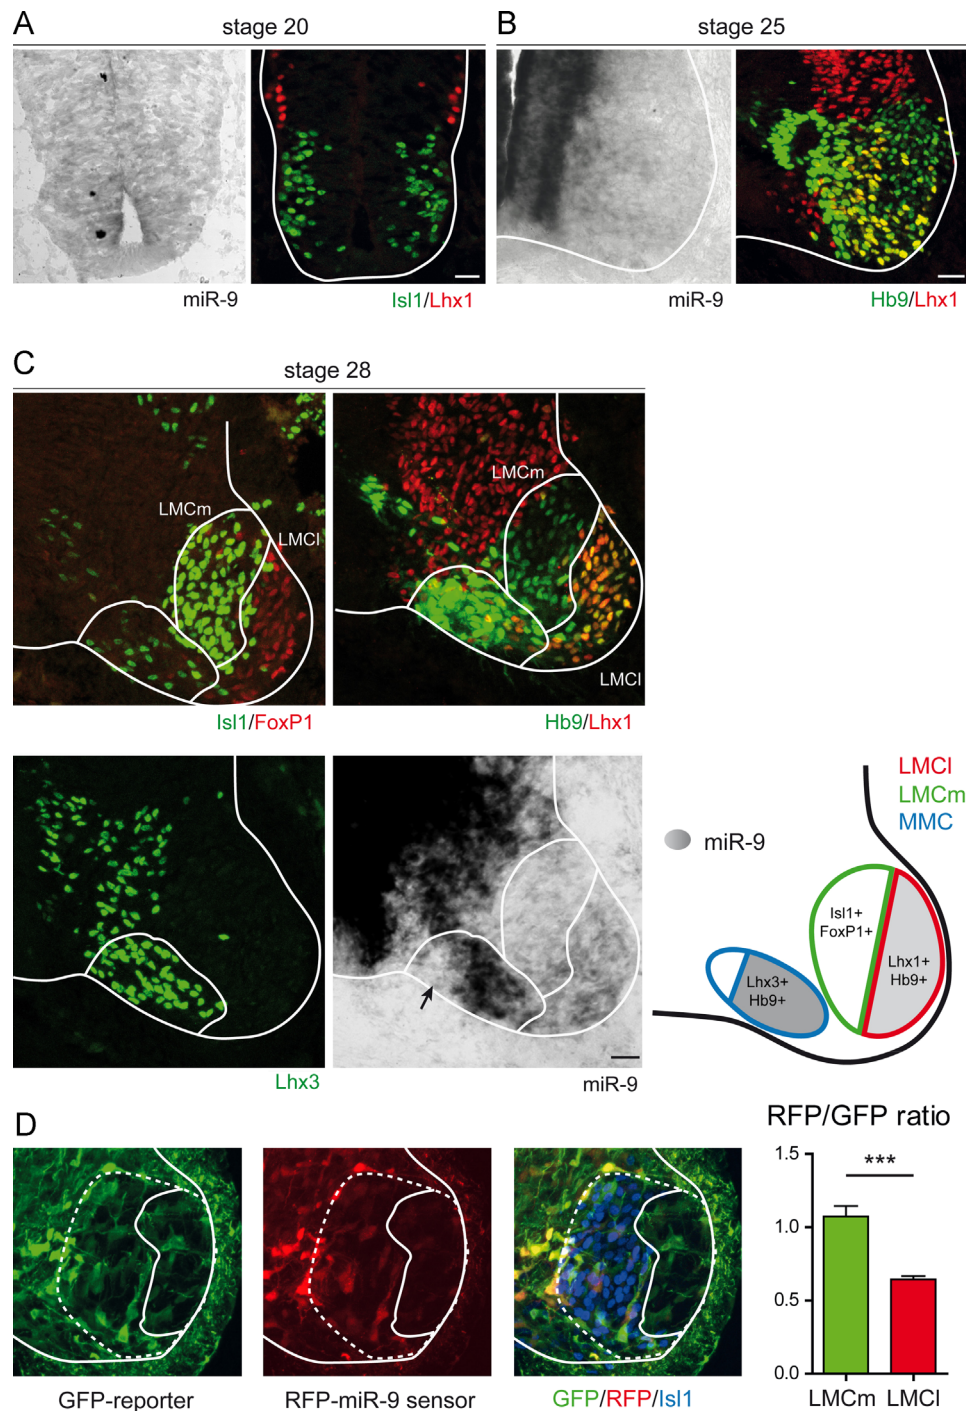 A
stage 20
B
stage 25
miR-9
Isl1/Lhx1
miR-9
Hb9/Lhx1
C
stage 28
LMCm
LMCl
LMCm
LMCl
Isl1/FoxP1
Hb9/Lhx1
Lhx3
miR-9
miR-9
LMCl
LMCm
MMC
Isl1+
FoxP1+
Lhx1+
Hb9+
Lhx3+
Hb9+
D
GFP-reporter
RFP-miR-9 sensor
GFP/RFP/Isl1
RFP/GFP ratio
1.5
1.0
0.5
0.0
***
LMCm
LMCl